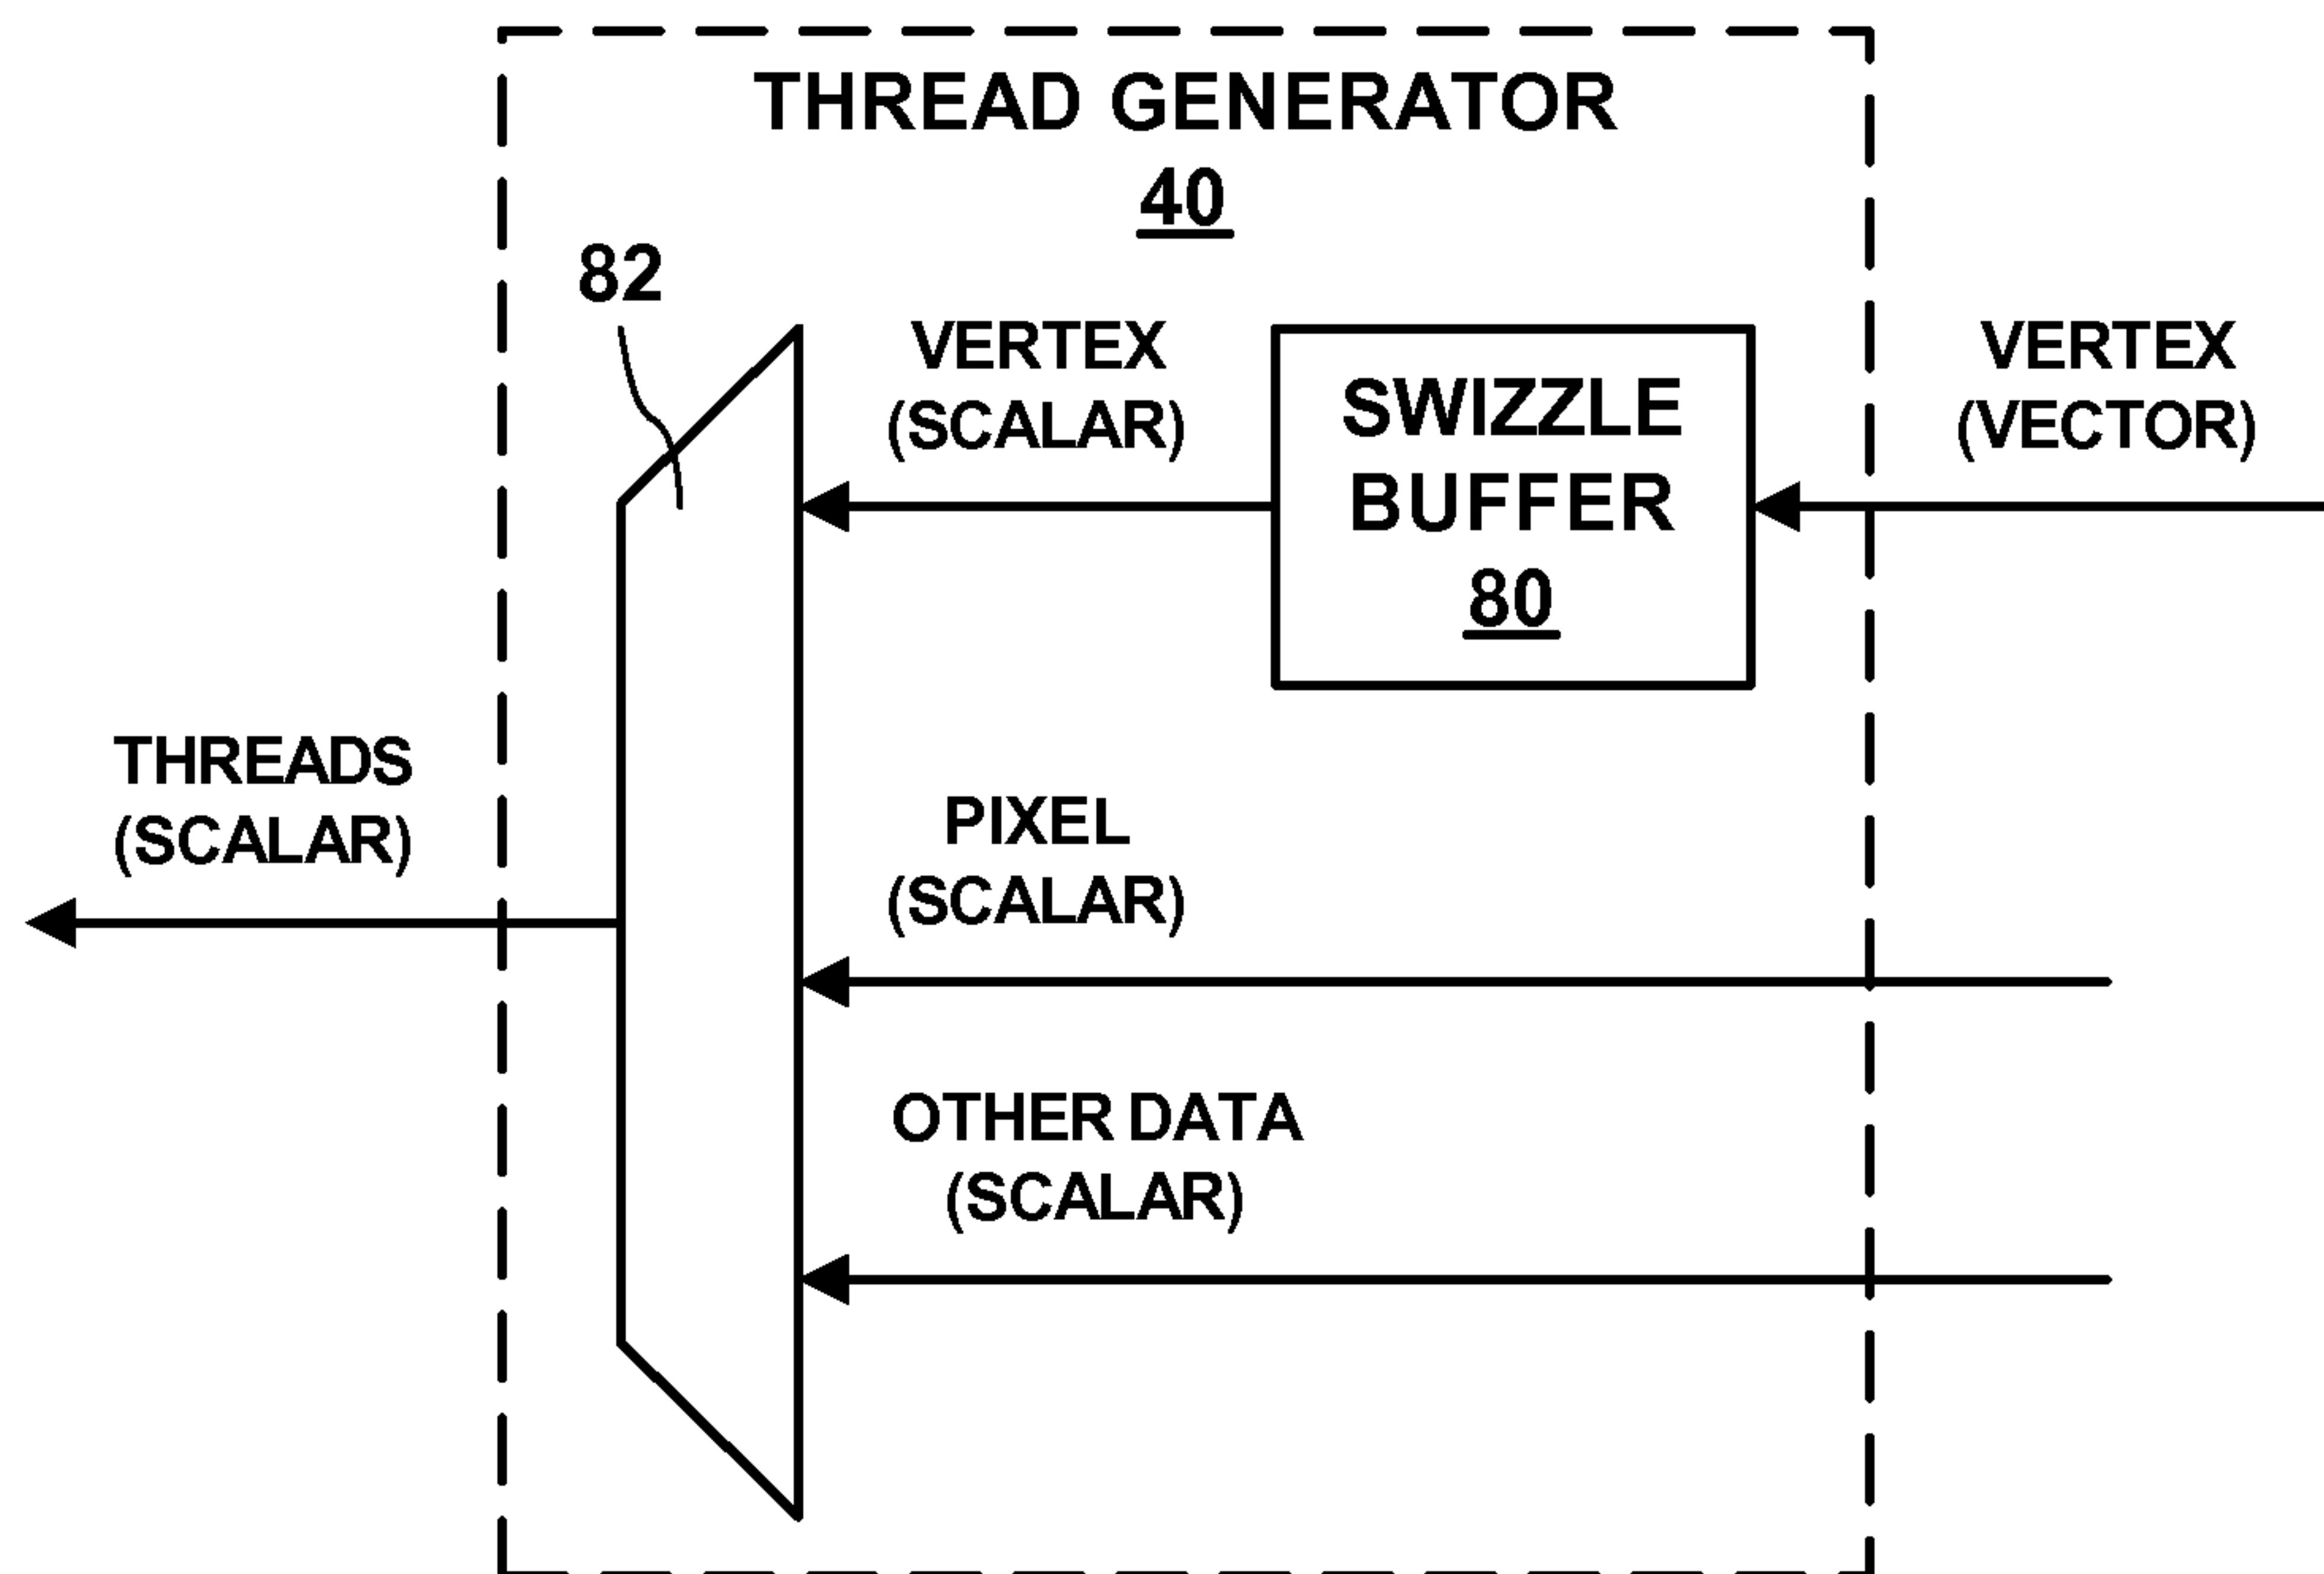 THREAD GENERATOR
40
82
VERTEX
(SCALAR)
SWIZZLE
BUFFER
80
VERTEX
(VECTOR)
THREADS
(SCALAR)
PIXEL
(SCALAR)
OTHER DATA
(SCALAR)